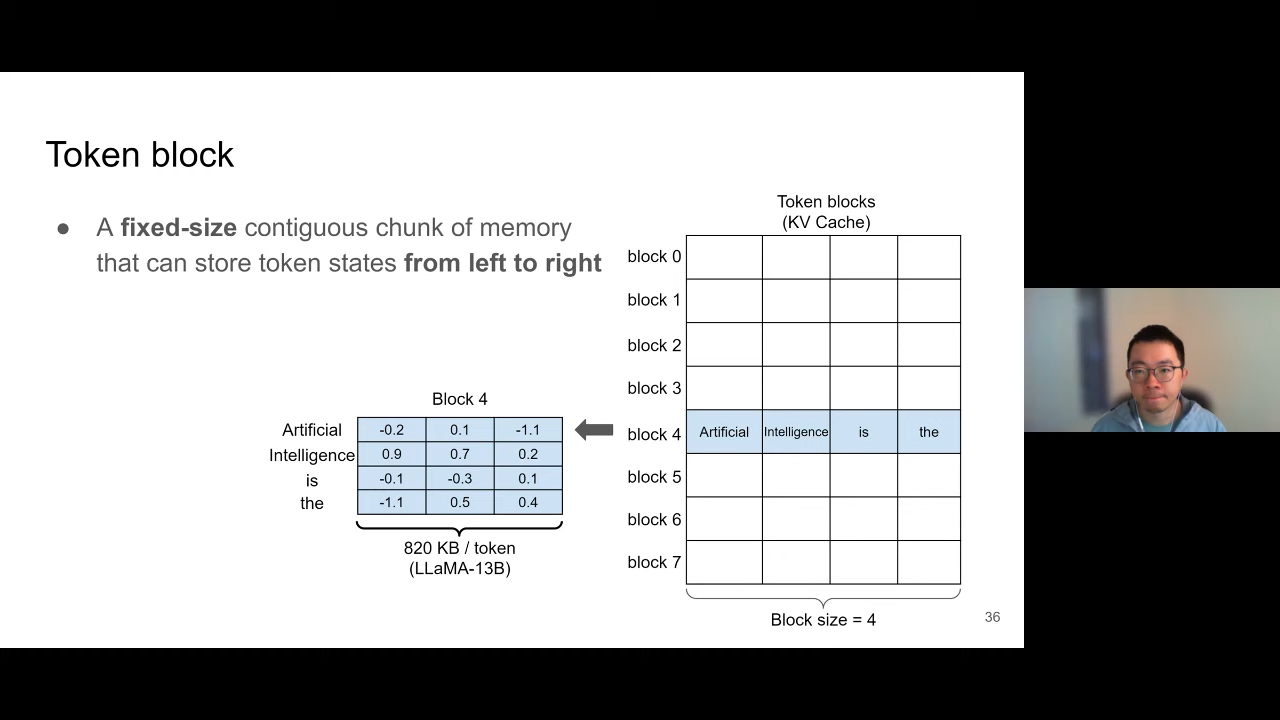 Token block
● A fixed-size contiguous chunk of memory
that can store token states from left to right
Token blocks
(KV Cache)
block 0
block 1
block 2
block 3
block 4 Artificial Intelligence is the
block 5
block 6
block 7
Block size = 4
Block 4
Artificial -0.2 0.1 -1.1
Intelligence 0.9 0.7 0.2
is -0.1 -0.3 0.1
the -1.1 0.5 0.4
820 KB / token
(LLaMA-13B)
36